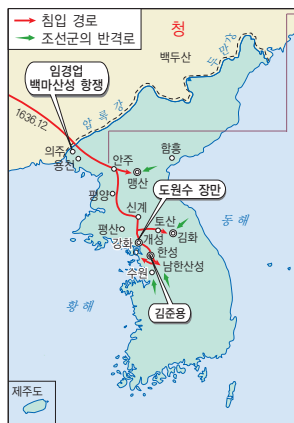 침입 경로
조선군의 반격로
청
백두산
두만강
임경업
백마산성 항쟁
압록강
1636.12.
의주
용천
안주
함흥
맹산
평양
도원수 장만
신계
토산
동해
평산
개성
김화
강화
한성
남한산성
수원
황해
김준용
제주도